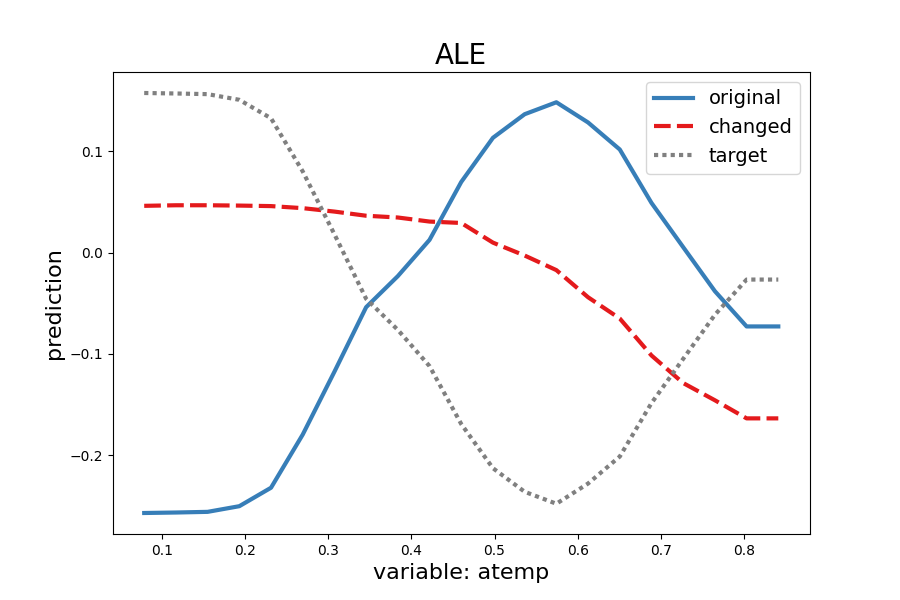 ALE
original
changed
target
prediction
0.1
0.0
−0.1
−0.2
0.1 0.2 0.3 0.4 0.5 0.6 0.7 0.8
variable: atemp